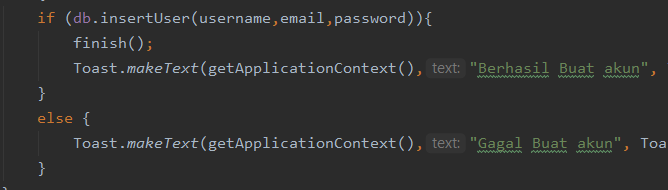 if (db.insertUser(username,email,password)){
finish();
Toast.makeText(getApplicationContext(), text: "Berhasil Buat akun",
}
else {
Toast.makeText(getApplicationContext(), text: "Gagal Buat akun", Toa
}